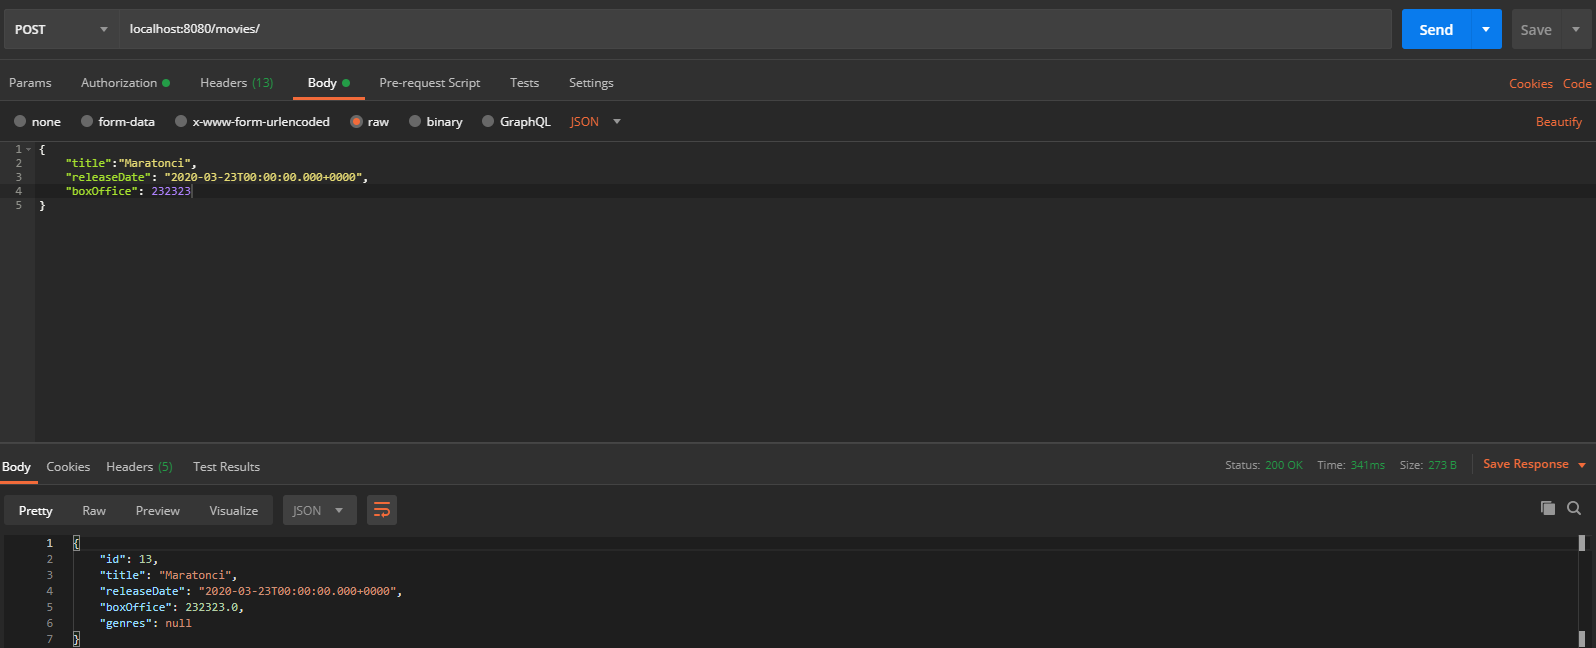 POST localhost:8080/movies/ Send Save
Params Authorization Headers (13) Body Pre-request Script Tests Settings Cookies Code
none form-data x-www-form-urlencoded raw binary GraphQL JSON Beautify
1 {
2 "title":"Maratonci",
3 "releaseDate": "2020-03-23T00:00:00.000+0000",
4 "boxOffice": 232323
5 }
Body Cookies Headers (5) Test Results Status: 200 OK Time: 341ms Size: 273 B Save Response
Pretty Raw Preview Visualize JSON
1 {
2 "id": 13,
3 "title": "Maratonci",
4 "releaseDate": "2020-03-23T00:00:00.000+0000",
5 "boxOffice": 232323.0,
6 "genres": null
7 }